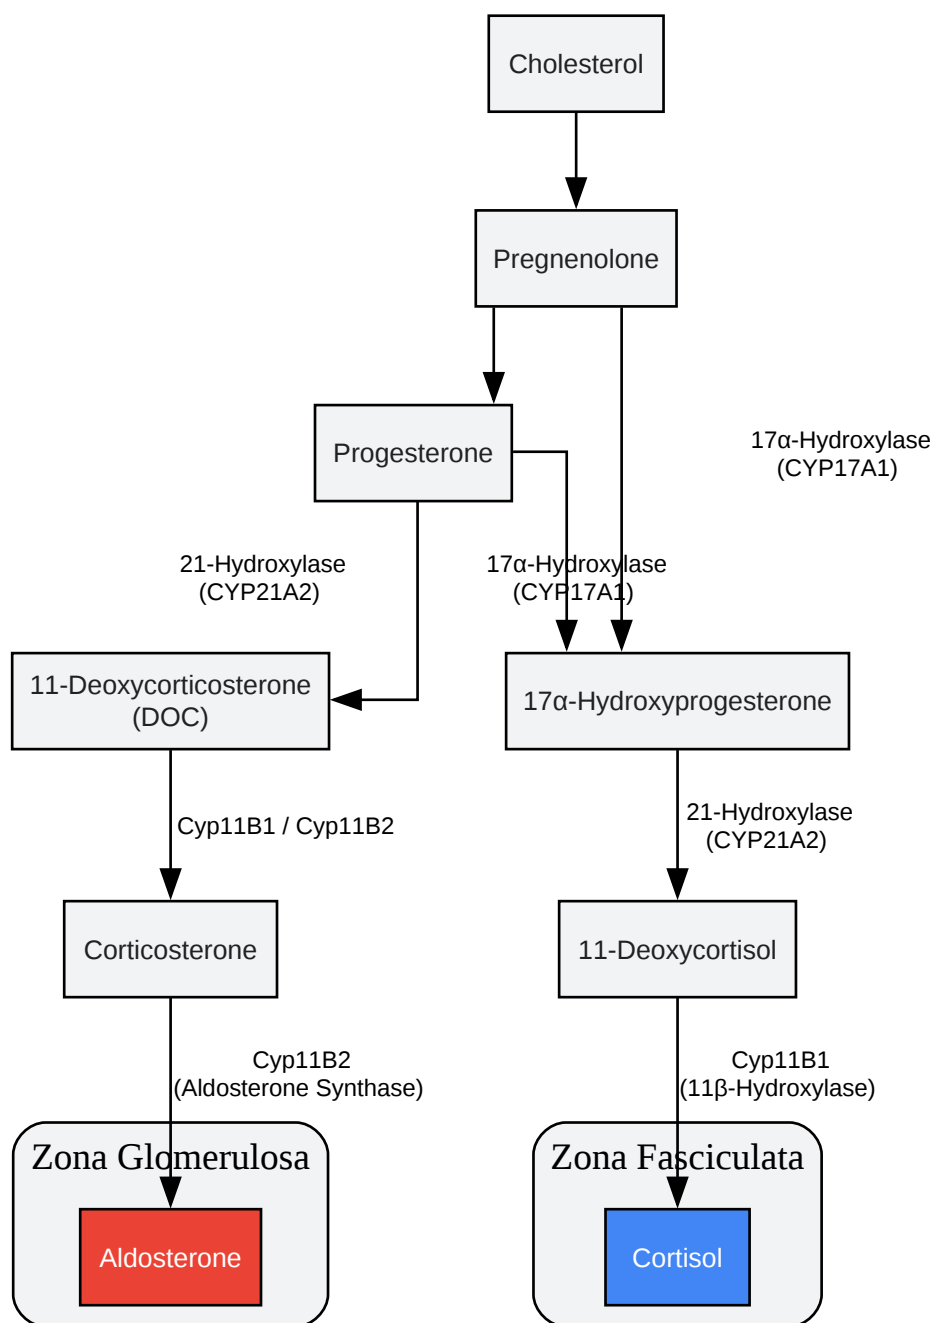 Cholesterol
Pregnenolone
Progesterone
17α-Hydroxylase
(CYP17A1)
21-Hydroxylase
(CYP21A2)
17α-Hydroxylase
(CYP17A1)
11-Deoxycorticosterone
(DOC)
17α-Hydroxyprogesterone
Cyp11B1 / Cyp11B2
21-Hydroxylase
(CYP21A2)
Corticosterone
11-Deoxycortisol
Cyp11B2
(Aldosterone Synthase)
Cyp11B1
(11β-Hydroxylase)
Zona Glomerulosa
Zona Fasciculata
Aldosterone
Cortisol